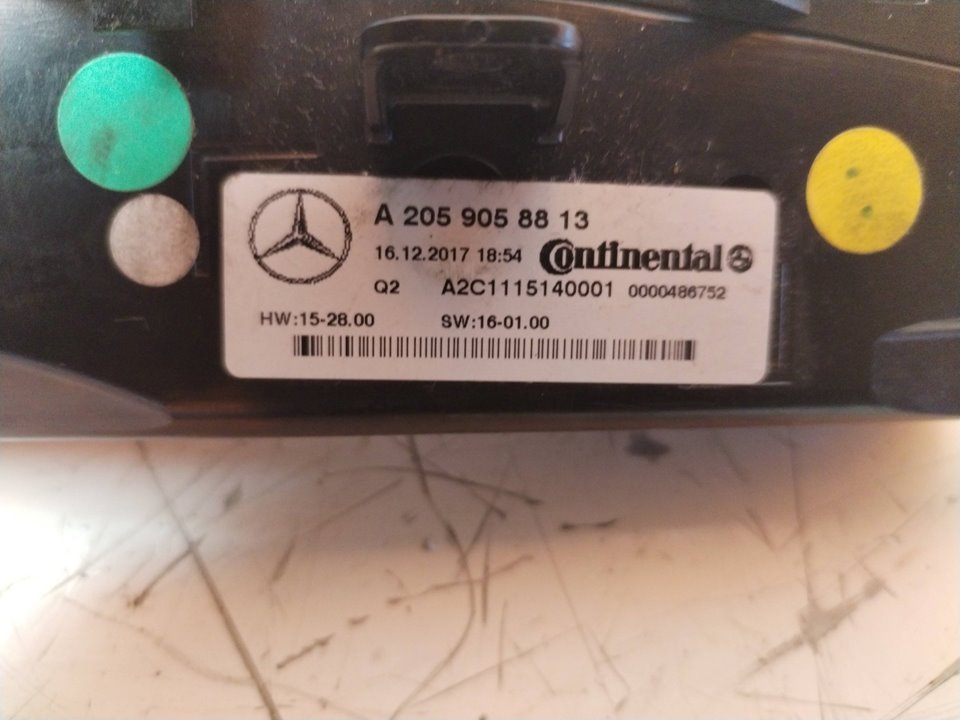 A 205 905 88 13
16.12.2017 18:54 Continental
Q2 A2C1115140001 0000486752
HW:15-28.00 SW:16-01.00